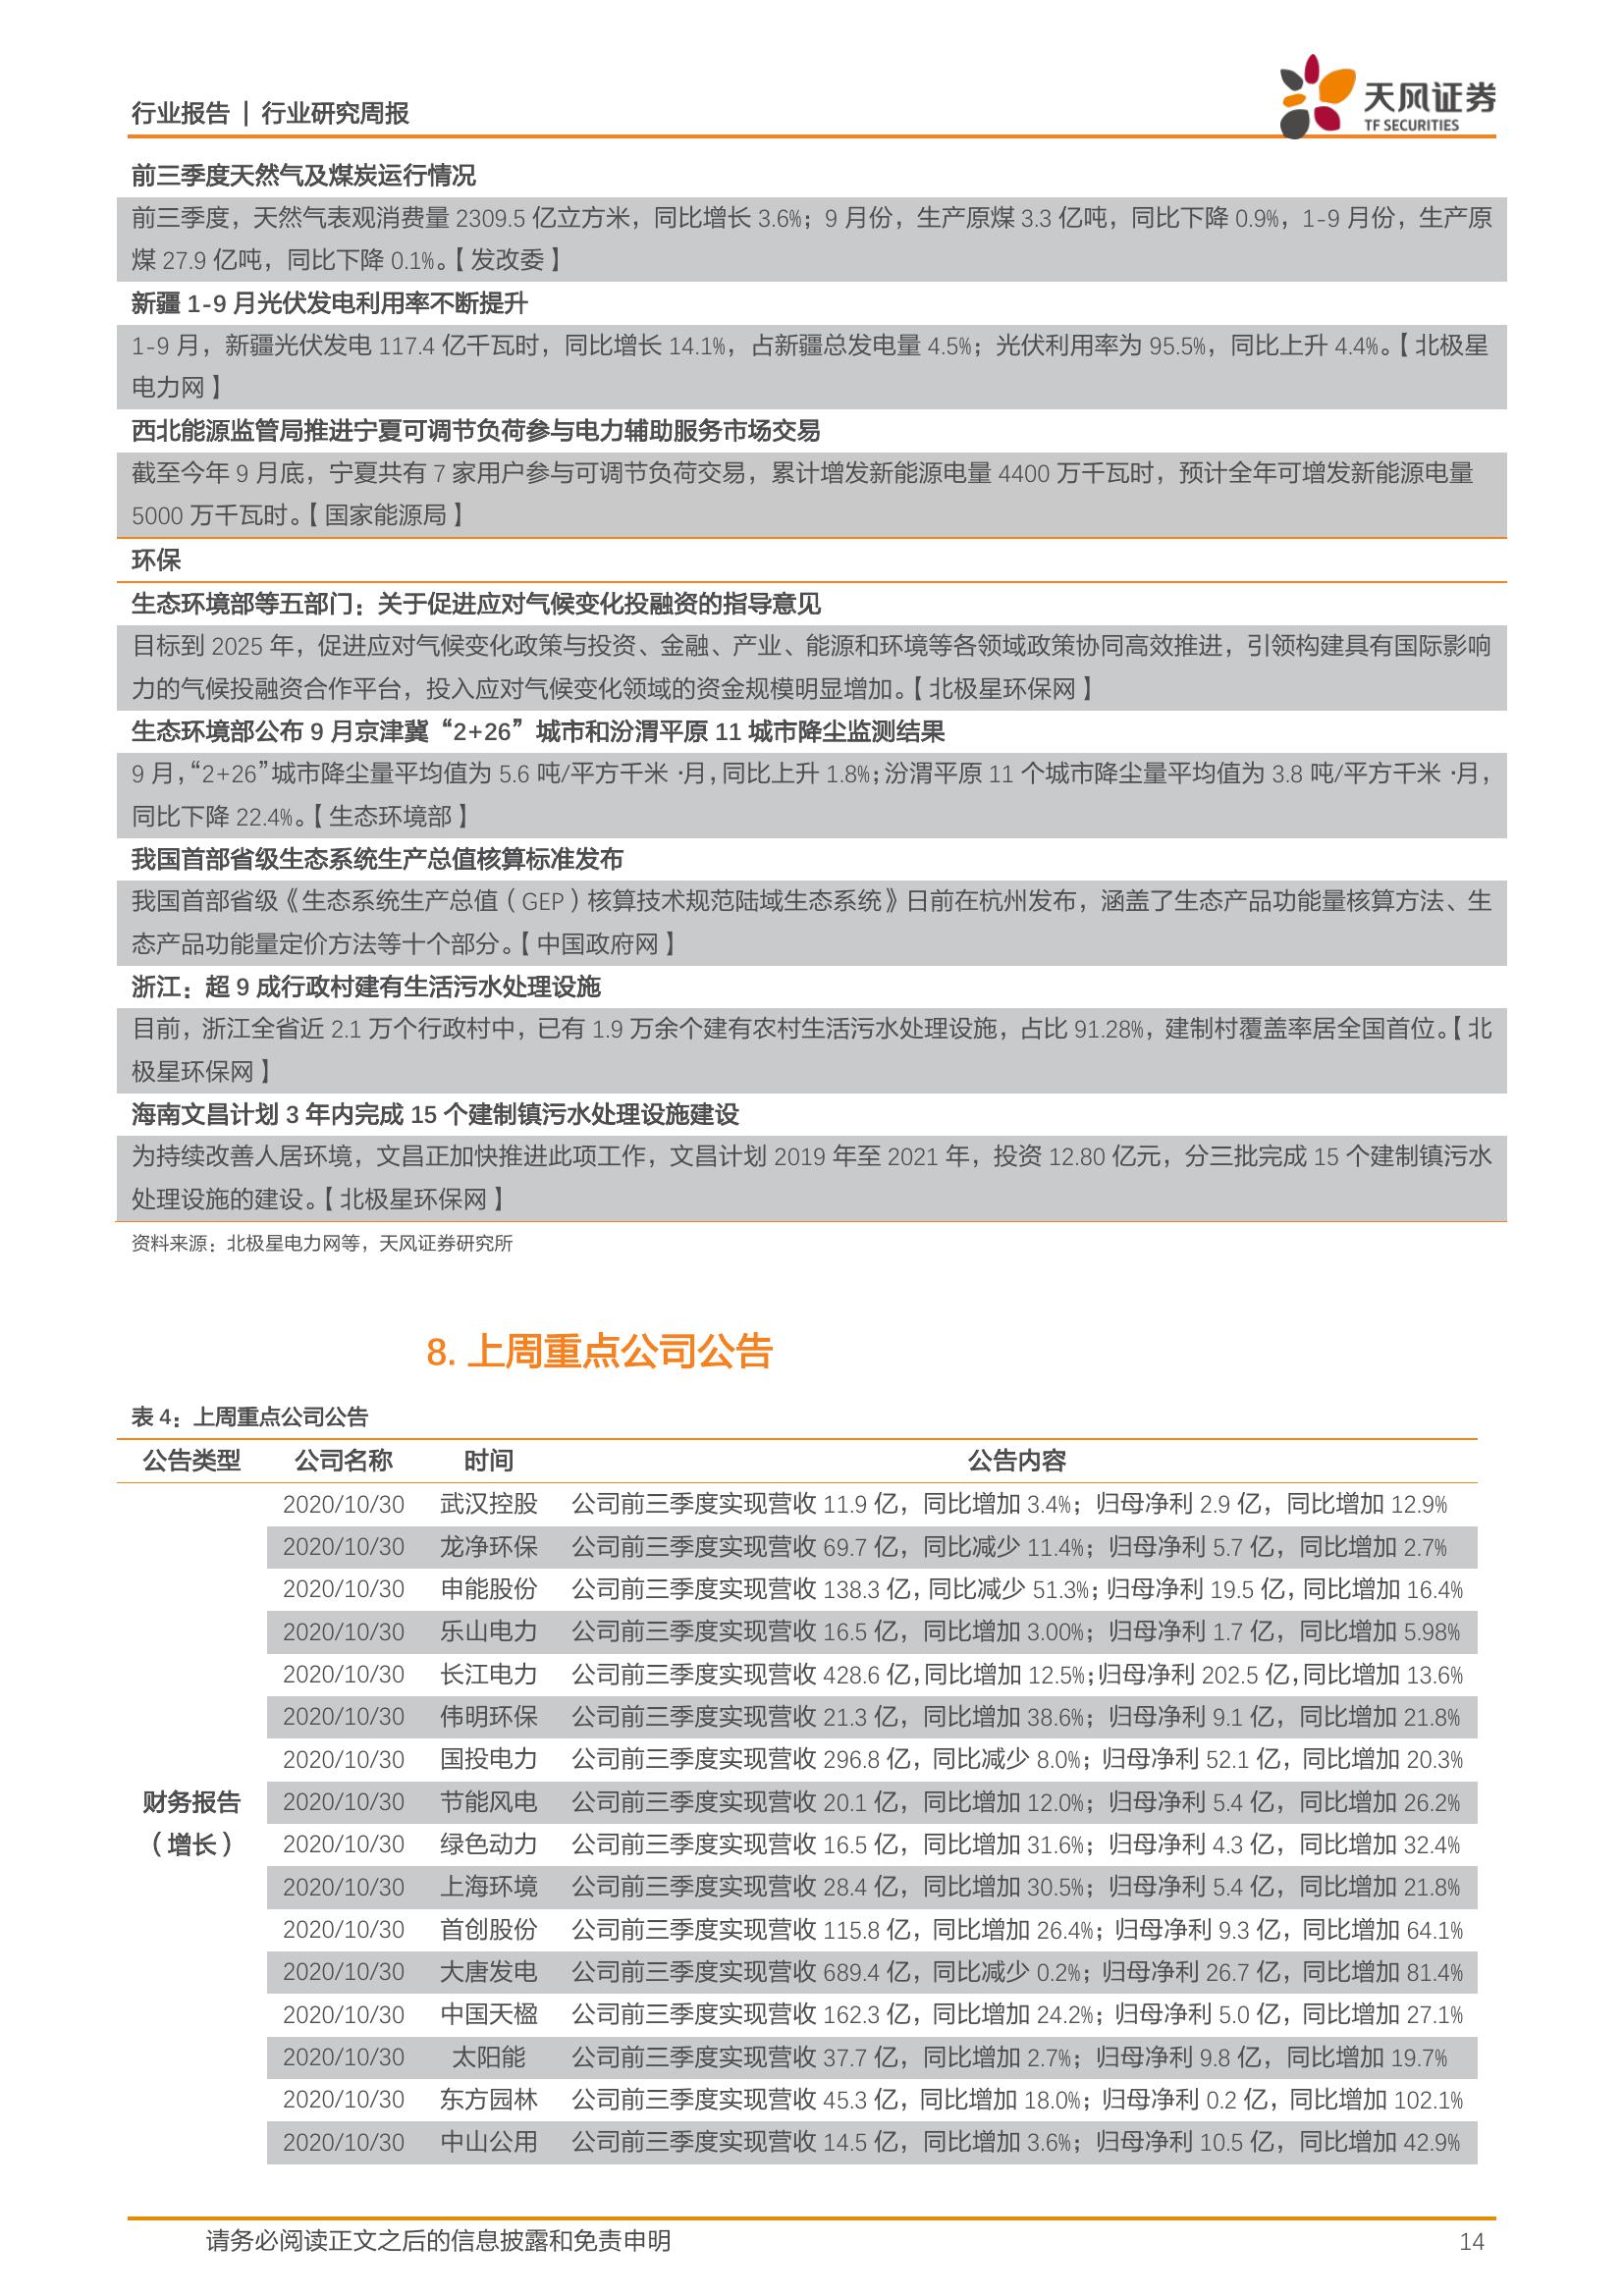 行业报告 | 行业研究周报
天风证券
TF SECURITIES
前三季度天然气及煤炭运行情况
前三季度，天然气表观消费量 2309.5 亿立方米，同比增长 3.6%；9 月份，生产原煤 3.3 亿吨，同比下降 0.9%，1-9 月份，生产原
煤 27.9 亿吨，同比下降 0.1%。【发改委】
新疆 1-9 月光伏发电利用率不断提升
1-9 月，新疆光伏发电 117.4 亿千瓦时，同比增长 14.1%，占新疆总发电量 4.5%；光伏利用率为 95.5%，同比上升 4.4%。【北极星
电力网】
西北能源监管局推进宁夏可调节负荷参与电力辅助服务市场交易
截至今年 9 月底，宁夏共有 7 家用户参与可调节负荷交易，累计增发新能源电量 4400 万千瓦时，预计全年可增发新能源电量
5000 万千瓦时。【国家能源局】
环保
生态环境部等五部门：关于促进应对气候变化投融资的指导意见
目标到 2025 年，促进应对气候变化政策与投资、金融、产业、能源和环境等各领域政策协同高效推进，引领构建具有国际影响
力的气候投融资合作平台，投入应对气候变化领域的资金规模明显增加。【北极星环保网】
生态环境部公布 9 月京津冀“2+26”城市和汾渭平原 11 城市降尘监测结果
9 月，“2+26”城市降尘量平均值为 5.6 吨/平方千米 ·月，同比上升 1.8%；汾渭平原 11 个城市降尘量平均值为 3.8 吨/平方千米 ·月，
同比下降 22.4%。【生态环境部】
我国首部省级生态系统生产总值核算标准发布
我国首部省级《生态系统生产总值（GEP）核算技术规范陆域生态系统》日前在杭州发布，涵盖了生态产品功能量核算方法、生
态产品功能量定价方法等十个部分。【中国政府网】
浙江：超 9 成行政村建有生活污水处理设施
目前，浙江全省近 2.1 万个行政村中，已有 1.9 万余个建有农村生活污水处理设施，占比 91.28%，建制村覆盖率居全国首位。【北
极星环保网】
海南文昌计划 3 年内完成 15 个建制镇污水处理设施建设
为持续改善人居环境，文昌正加快推进此项工作，文昌计划 2019 年至 2021 年，投资 12.80 亿元，分三批完成 15 个建制镇污水
处理设施的建设。【北极星环保网】
资料来源：北极星电力网等，天风证券研究所
8. 上周重点公司公告
表 4：上周重点公司公告
公告类型 公司名称 时间 公告内容
2020/10/30 武汉控股 公司前三季度实现营收 11.9 亿，同比增加 3.4%；归母净利 2.9 亿，同比增加 12.9%
2020/10/30 龙净环保 公司前三季度实现营收 69.7 亿，同比减少 11.4%；归母净利 5.7 亿，同比增加 2.7%
2020/10/30 申能股份 公司前三季度实现营收 138.3 亿，同比减少 51.3%；归母净利 19.5 亿，同比增加 16.4%
2020/10/30 乐山电力 公司前三季度实现营收 16.5 亿，同比增加 3.00%；归母净利 1.7 亿，同比增加 5.98%
2020/10/30 长江电力 公司前三季度实现营收 428.6 亿，同比增加 12.5%；归母净利 202.5 亿，同比增加 13.6%
2020/10/30 伟明环保 公司前三季度实现营收 21.3 亿，同比增加 38.6%；归母净利 9.1 亿，同比增加 21.8%
2020/10/30 国投电力 公司前三季度实现营收 296.8 亿，同比减少 8.0%；归母净利 52.1 亿，同比增加 20.3%
财务报告
2020/10/30 节能风电 公司前三季度实现营收 20.1 亿，同比增加 12.0%；归母净利 5.4 亿，同比增加 26.2%
（增长）
2020/10/30 绿色动力 公司前三季度实现营收 16.5 亿，同比增加 31.6%；归母净利 4.3 亿，同比增加 32.4%
2020/10/30 上海环境 公司前三季度实现营收 28.4 亿，同比增加 30.5%；归母净利 5.4 亿，同比增加 21.8%
2020/10/30 首创股份 公司前三季度实现营收 115.8 亿，同比增加 26.4%；归母净利 9.3 亿，同比增加 64.1%
2020/10/30 大唐发电 公司前三季度实现营收 689.4 亿，同比减少 0.2%；归母净利 26.7 亿，同比增加 81.4%
2020/10/30 中国天楹 公司前三季度实现营收 162.3 亿，同比增加 24.2%；归母净利 5.0 亿，同比增加 27.1%
2020/10/30 太阳能 公司前三季度实现营收 37.7 亿，同比增加 2.7%；归母净利 9.8 亿，同比增加 19.7%
2020/10/30 东方园林 公司前三季度实现营收 45.3 亿，同比增加 18.0%；归母净利 0.2 亿，同比增加 102.1%
2020/10/30 中山公用 公司前三季度实现营收 14.5 亿，同比增加 3.6%；归母净利 10.5 亿，同比增加 42.9%
请务必阅读正文之后的信息披露和免责申明 14